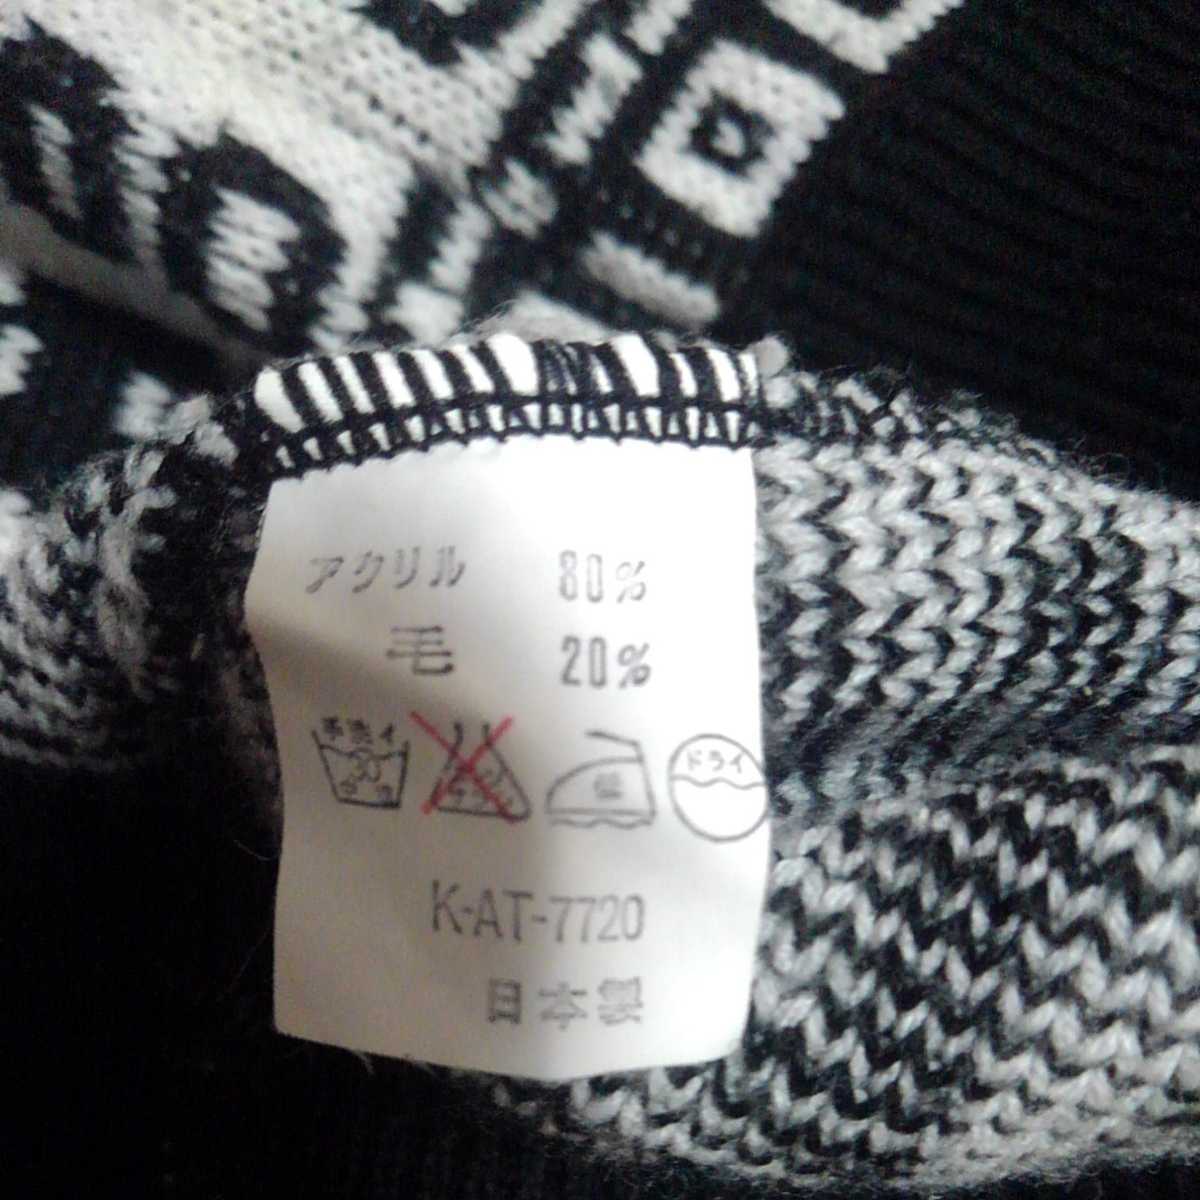 アクリル 80%
毛 20%
手洗イ 30 低 ドライ
K-AT-7720
日本製